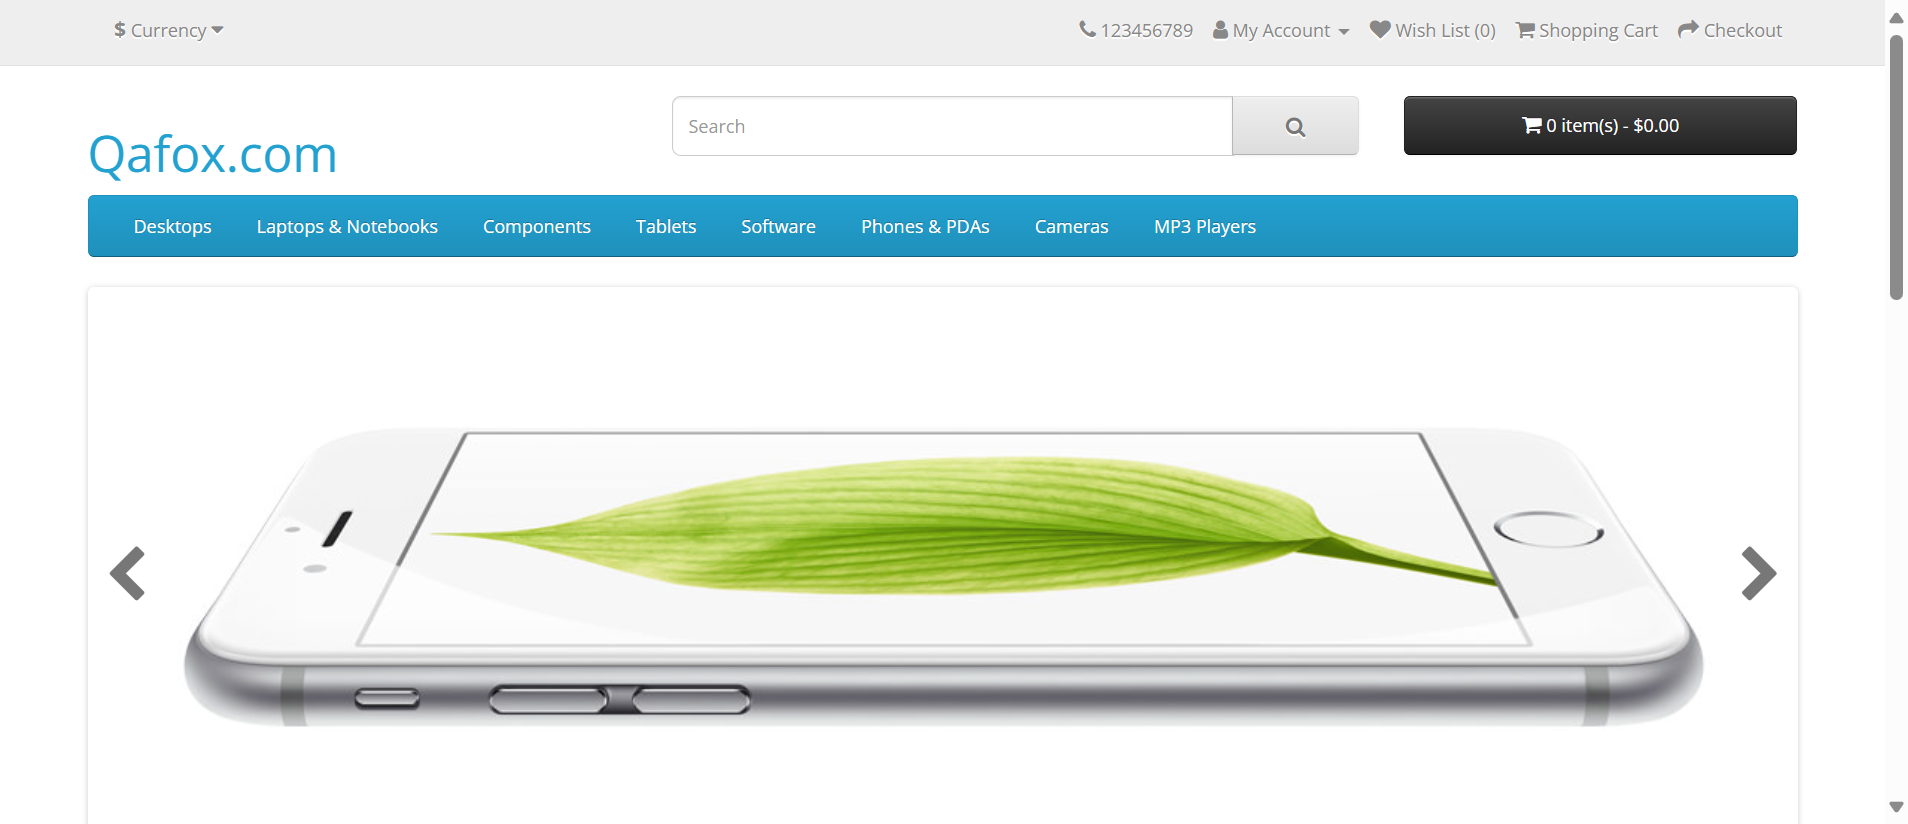 $ Currency
123456789 My Account Wish List (0) Shopping Cart Checkout
Qafox.com
Search
0 item(s) - $0.00
Desktops Laptops & Notebooks Components Tablets Software Phones & PDAs Cameras MP3 Players